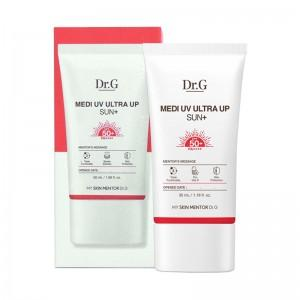 Dr.G
MEDI UV ULTRA UP
SUN+
50+
MENTOR'S MESSAGE
OPENED DATE :
50 mL / 1.69 fl. oz.
MY SKIN MENTOR Dr.G
Dr.G
MEDI UV ULTRA UP
SUN+
50+
MENTOR'S MESSAGE
OPENED DATE :
50 mL / 1.69 fl. oz.
MY SKIN MENTOR Dr.G